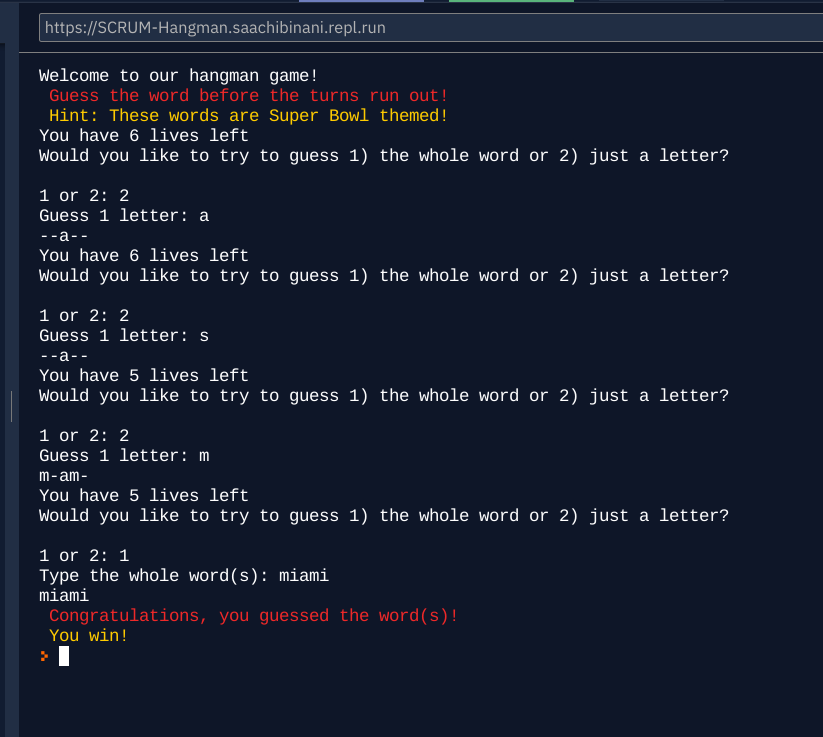 https://SCRUM-Hangman.saachibinani.repl.run
Welcome to our hangman game!
Guess the word before the turns run out!
Hint: These words are Super Bowl themed!
You have 6 lives left
Would you like to try to guess 1) the whole word or 2) just a letter?
1 or 2: 2
Guess 1 letter: a
--a--
You have 6 lives left
Would you like to try to guess 1) the whole word or 2) just a letter?
1 or 2: 2
Guess 1 letter: s
--a--
You have 5 lives left
Would you like to try to guess 1) the whole word or 2) just a letter?
1 or 2: 2
Guess 1 letter: m
m-am-
You have 5 lives left
Would you like to try to guess 1) the whole word or 2) just a letter?
1 or 2: 1
Type the whole word(s): miami
miami
Congratulations, you guessed the word(s)!
You win!
>